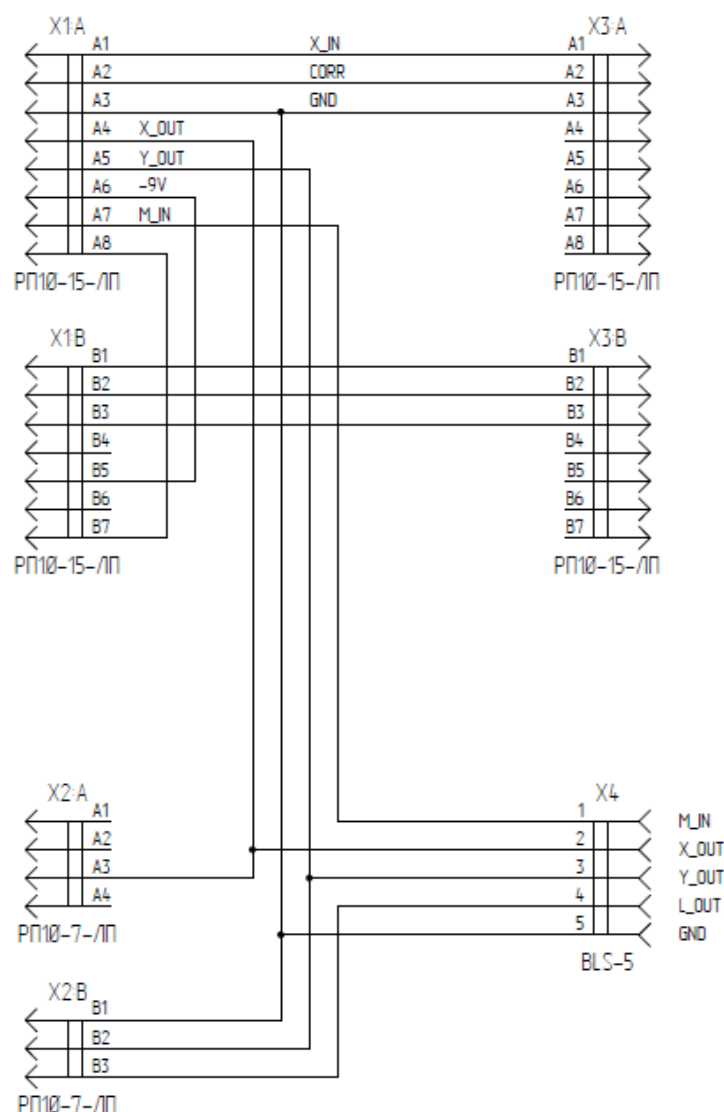 X1:A X3:A
A1 X_IN A1
A2 CORR A2
A3 GND A3
A4 X_OUT A4
A5 Y_OUT A5
A6 -9V A6
A7 M_IN A7
A8 A8
РП10-15-ЛП РП10-15-ЛП
X1:B X3:B
B1 B1
B2 B2
B3 B3
B4 B4
B5 B5
B6 B6
B7 B7
РП10-15-ЛП РП10-15-ЛП
X2:A X4
A1 1 M_IN
A2 2 X_OUT
A3 3 Y_OUT
A4 4 L_OUT
5 GND
РП10-7-ЛП BLS-5
X2:B
B1
B2
B3
РП10-7-ЛП